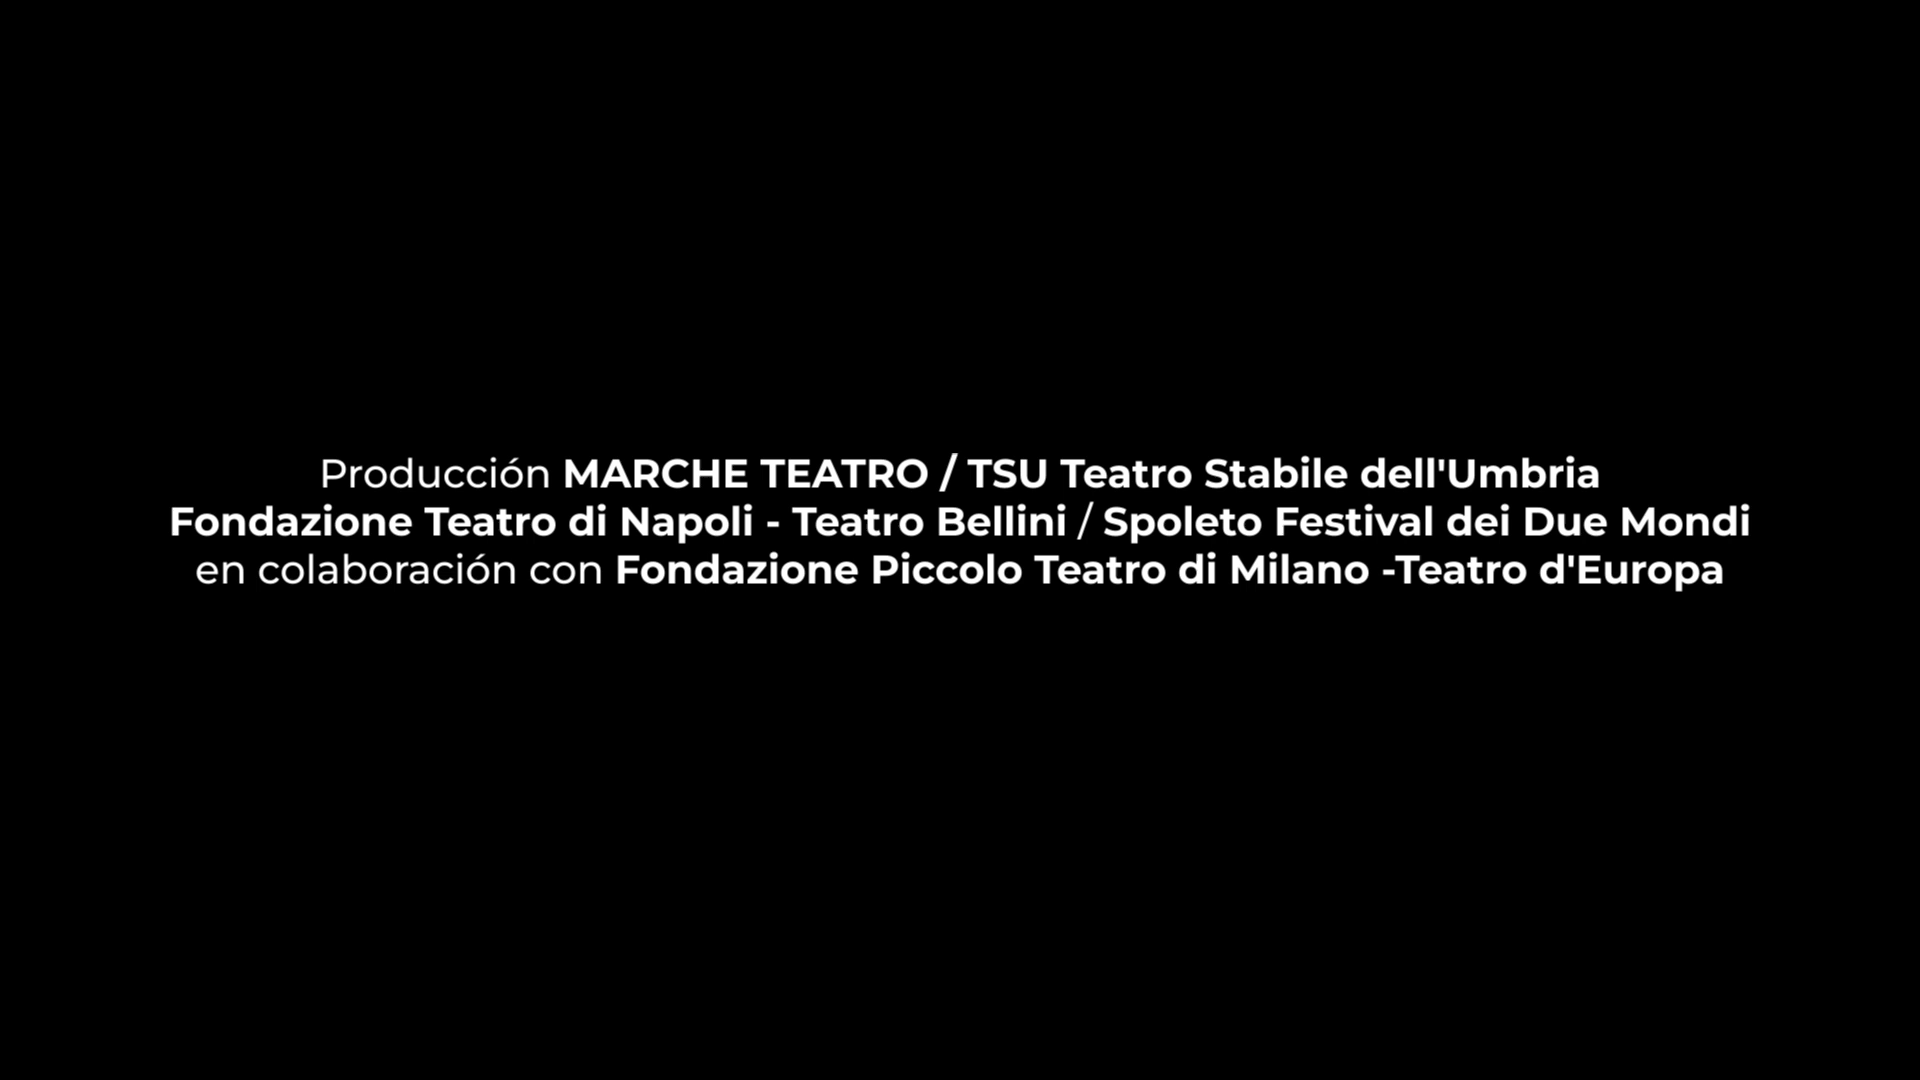 Producción MARCHE TEATRO / TSU Teatro Stabile dell'Umbria
Fondazione Teatro di Napoli - Teatro Bellini / Spoleto Festival dei Due Mondi
en colaboración con Fondazione Piccolo Teatro di Milano -Teatro d'Europa